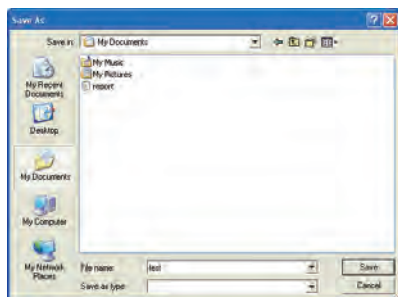 Save As
Save in:
My Documents
My Music
My Pictures
report
My Recent
Documents
Desktop
My Documents
My Computer
My Network
Places
File name:
test
Save
Save as type:
Cancel